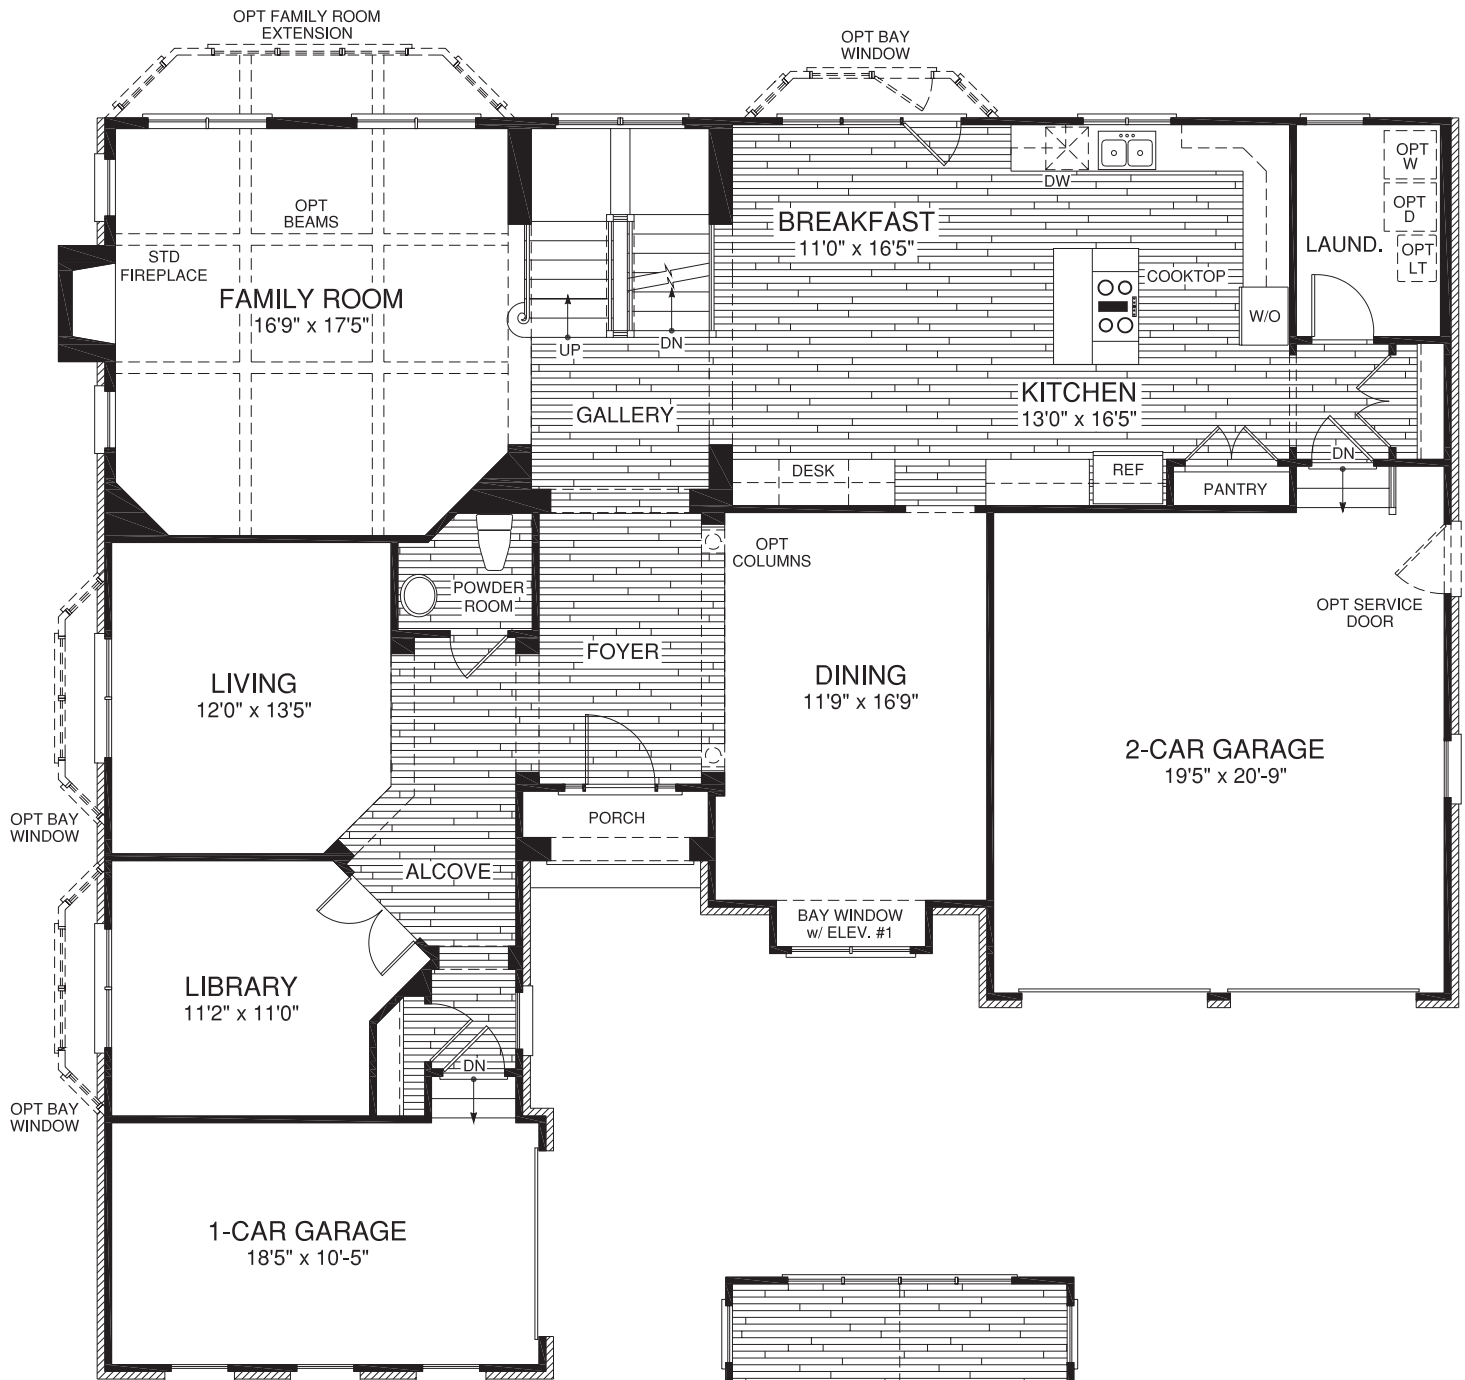 OPT FAMILY ROOM
EXTENSION
OPT BAY
WINDOW
OPT
BEAMS
STD
FIREPLACE
FAMILY ROOM
16'9" x 17'5"
UP
DN
GALLERY
BREAKFAST
11'0" x 16'5"
DW
COOKTOP
W/O
KITCHEN
13'0" x 16'5"
DESK
REF
PANTRY
DN
LAUND.
OPT
W
OPT
D
OPT
LT
POWDER
ROOM
FOYER
OPT
COLUMNS
DINING
11'9" x 16'9"
OPT SERVICE
DOOR
2-CAR GARAGE
19'5" x 20'-9"
LIVING
12'0" x 13'5"
OPT BAY
WINDOW
PORCH
ALCOVE
BAY WINDOW
w/ ELEV. #1
LIBRARY
11'2" x 11'0"
DN
OPT BAY
WINDOW
1-CAR GARAGE
18'5" x 10'-5"